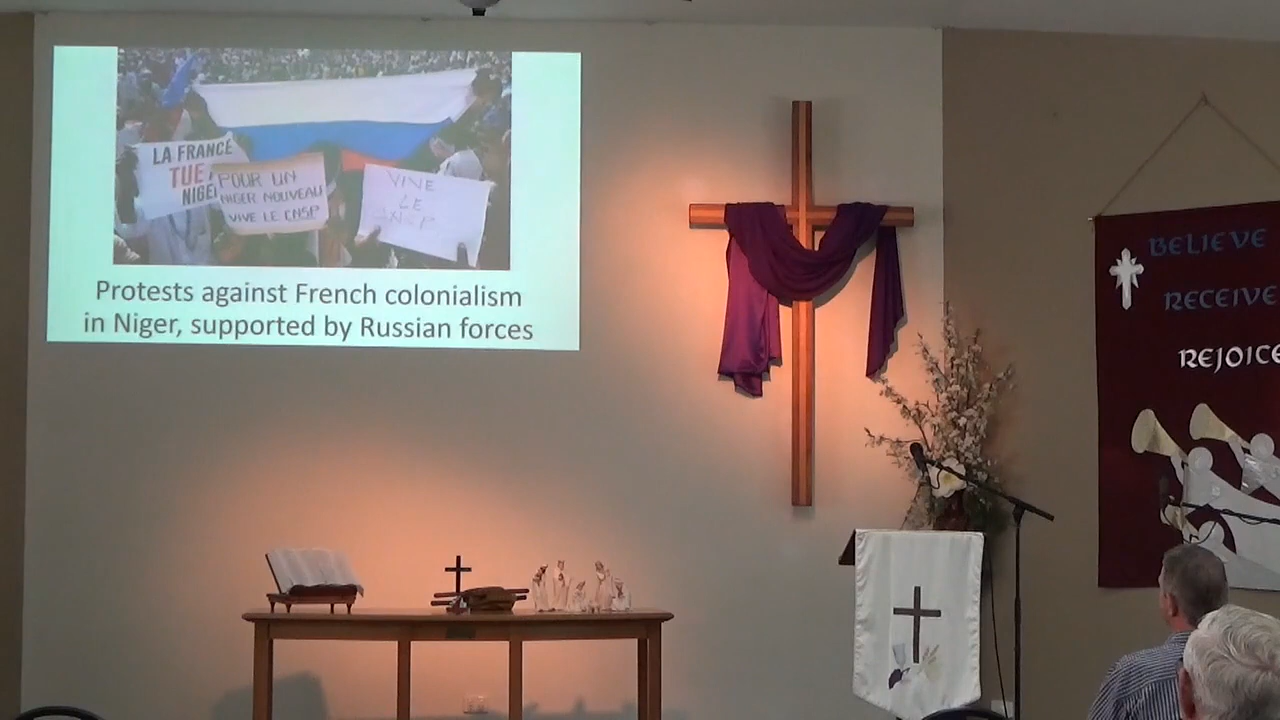 LA FRANCE
TUE
NIGE
POUR UN
NIGER NOUVEAU
VIVE LE CNSP
VIVE
LE
Protests against French colonialism
in Niger, supported by Russian forces
BELIEVE
RECEIVE
REJOICE